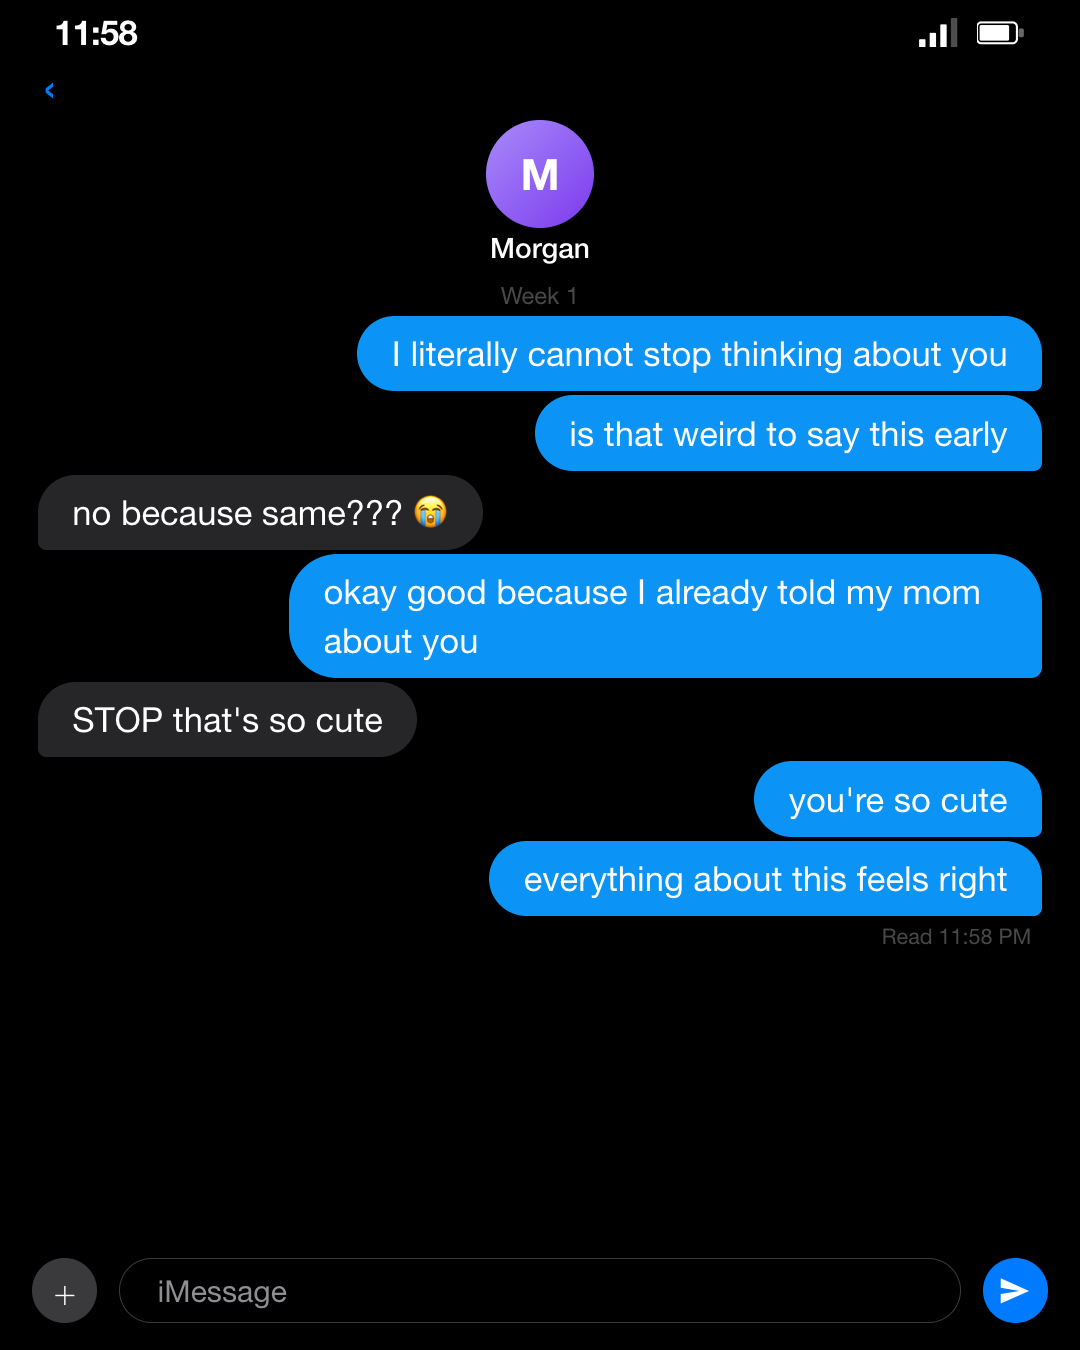 11:58
M
Morgan
Week 1
I literally cannot stop thinking about you
is that weird to say this early
no because same??? 😭
okay good because I already told my mom
about you
STOP that's so cute
you're so cute
everything about this feels right
Read 11:58 PM
+
iMessage